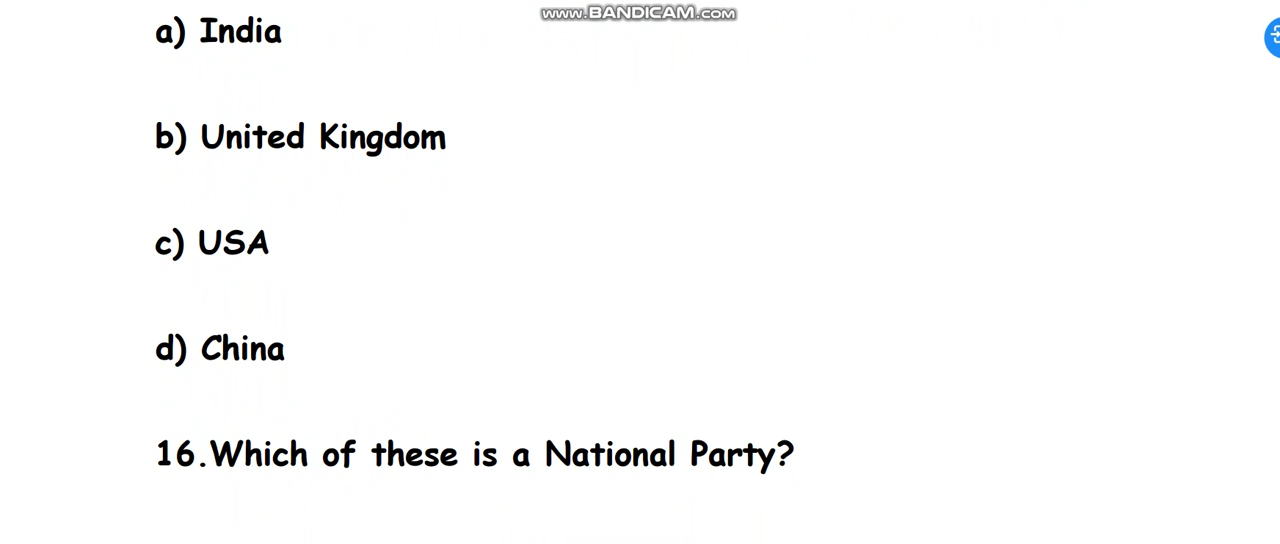 www.BANDICAM.com
a) India
b) United Kingdom
c) USA
d) China
16.Which of these is a National Party?